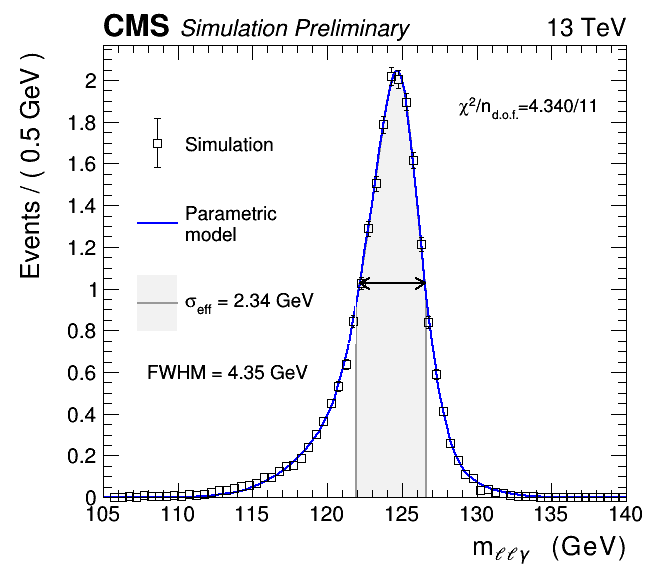 CMS Simulation Preliminary 13 TeV
Events / ( 0.5 GeV )
χ²/n_d.o.f.=4.340/11
Simulation
Parametric
model
σ_eff = 2.34 GeV
FWHM = 4.35 GeV
2
1.8
1.6
1.4
1.2
1
0.8
0.6
0.4
0.2
0
105 110 115 120 125 130 135 140
m_ℓℓγ (GeV)